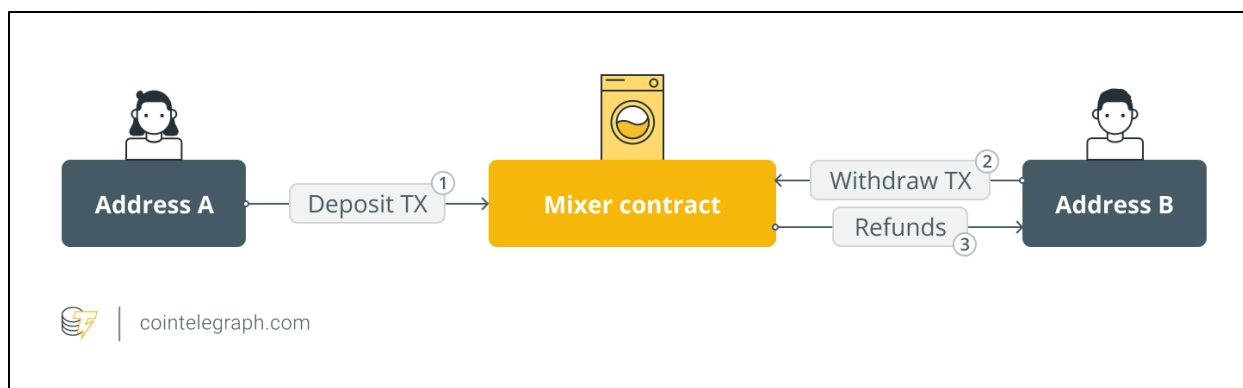 Address A
Deposit TX
1
Mixer contract
Withdraw TX
2
Refunds
3
Address B
cointelegraph.com